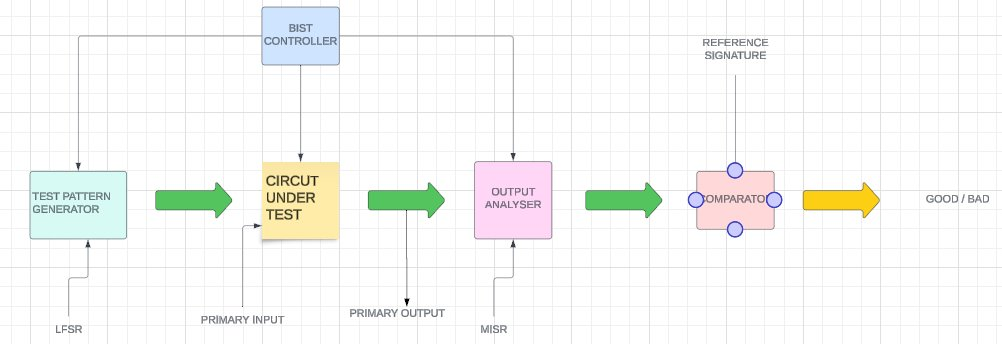 BIST
CONTROLLER
REFERENCE
SIGNATURE
TEST PATTERN
GENERATOR
CIRCUT
UNDER
TEST
OUTPUT
ANALYSER
COMPARATOR
GOOD / BAD
LFSR
PRIMARY INPUT
PRIMARY OUTPUT
MISR